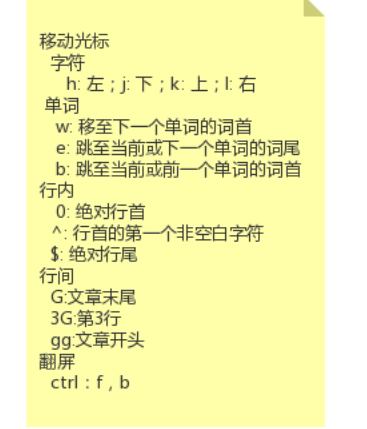 移动光标
字符
h: 左；j: 下；k: 上；l: 右
单词
w: 移至下一个单词的词首
e: 跳至当前或下一个单词的词尾
b: 跳至当前或前一个单词的词首
行内
0: 绝对行首
^: 行首的第一个非空白字符
$: 绝对行尾
行间
G:文章末尾
3G:第3行
gg:文章开头
翻屏
ctrl：f，b